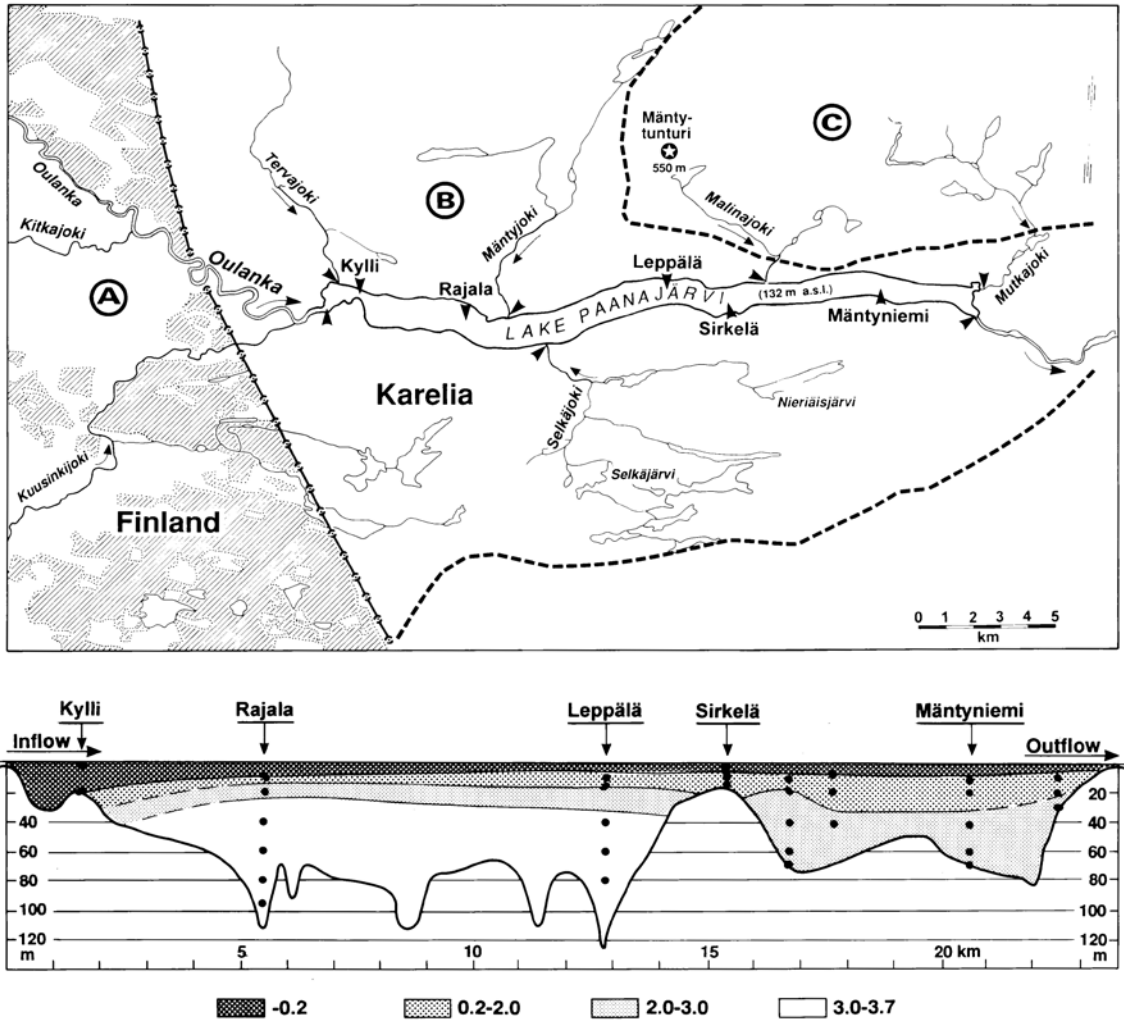 Mänty-
tunturi
550 m
A
B
C
Oulanka
Kitkajoki
Tervajoki
Mäntyjoki
Malinajoki
Mutkajoki
Oulanka
Kylli
Rajala
Leppälä
LAKE PAANAJÄRVI
(132 m a.s.l.)
Sirkelä
Mäntyniemi
Karelia
Nieriäisjärvi
Selkäjoki
Selkäjärvi
Kuusinkijoki
Finland
0 1 2 3 4 5
km
Kylli Rajala Leppälä Sirkelä Mäntyniemi
Inflow Outflow
20 20
40 40
60 60
80 80
100 100
120 120
m 5 10 15 20 km m
-0.2 0.2-2.0 2.0-3.0 3.0-3.7